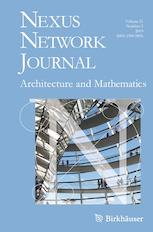 NEXUS
NETWORK
JOURNAL
Architecture and Mathematics
Birkhäuser